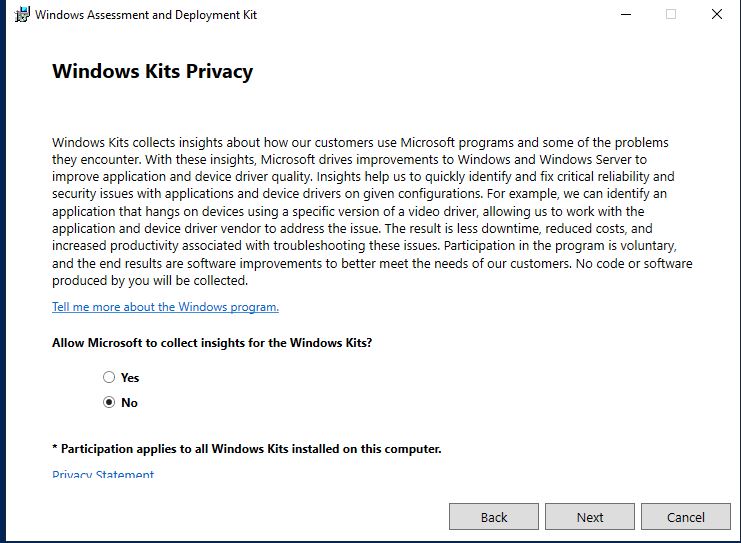 Windows Assessment and Deployment Kit
Windows Kits Privacy
Windows Kits collects insights about how our customers use Microsoft programs and some of the problems
they encounter. With these insights, Microsoft drives improvements to Windows and Windows Server to
improve application and device driver quality. Insights help us to quickly identify and fix critical reliability and
security issues with applications and device drivers on given configurations. For example, we can identify an
application that hangs on devices using a specific version of a video driver, allowing us to work with the
application and device driver vendor to address the issue. The result is less downtime, reduced costs, and
increased productivity associated with troubleshooting these issues. Participation in the program is voluntary,
and the end results are software improvements to better meet the needs of our customers. No code or software
produced by you will be collected.
Tell me more about the Windows program.
Allow Microsoft to collect insights for the Windows Kits?
Yes
No
* Participation applies to all Windows Kits installed on this computer.
Privacy Statement
Back Next Cancel